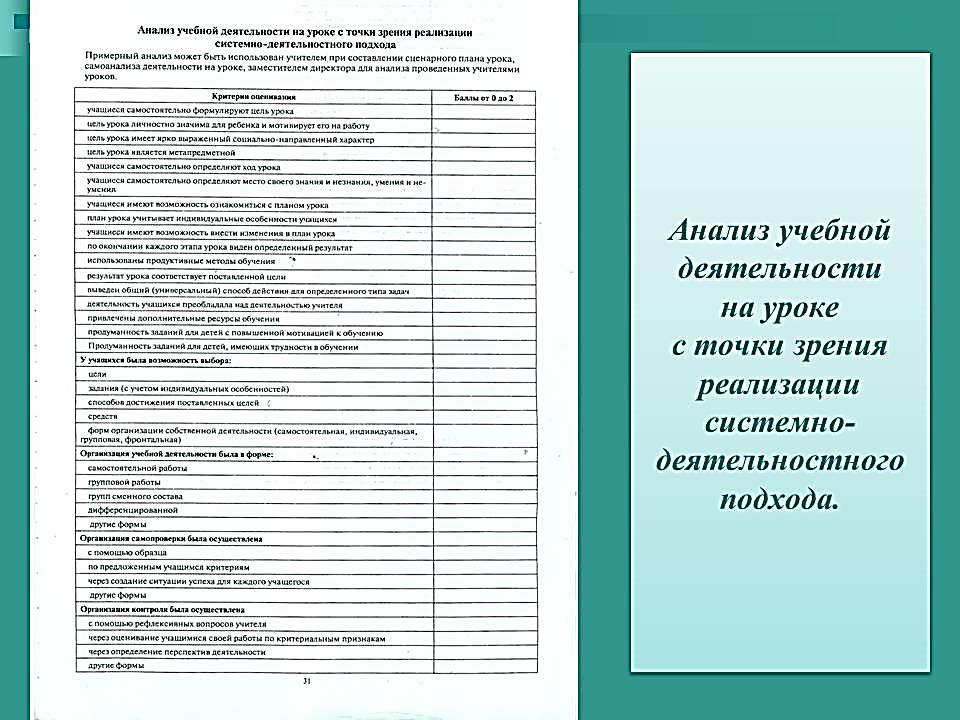 Анализ учебной деятельности на уроке с точки зрения реализации
системно-деятельностного подхода
Примерный анализ может быть использован учителем при составлении сценарного плана урока,
самоанализа деятельности на уроке, заместителем директора для анализа проведенных учителями
уроков.
Критерии оценивания Баллы от 0 до 2
учащиеся самостоятельно формулируют цель урока
цель урока личностно значима для ребенка и мотивирует его на работу
цель урока имеет ярко выраженный социально-направленный характер
цель урока является метапредметной
учащиеся самостоятельно определяют ход урока
учащиеся самостоятельно определяют место своего знания и незнания, умения и не-
умения
учащиеся имеют возможность ознакомиться с планом урока
план урока учитывает индивидуальные особенности учащихся
учащиеся имеют возможность внести изменения в план урока
по окончании каждого этапа урока виден определенный результат
использованы продуктивные методы обучения
результат урока соответствует поставленной цели
выведен общий (универсальный) способ действия для определенного типа задач
деятельность учащихся преобладала над деятельностью учителя
привлечены дополнительные ресурсы обучения
продуманность заданий для детей с повышенной мотивацией к обучению
Продуманность заданий для детей, имеющих трудности в обучении
У учащихся была возможность выбора:
цели
задания (с учетом индивидуальных особенностей)
способов достижения поставленных целей
средств
форм организации собственной деятельности (самостоятельная, индивидуальная,
групповая, фронтальная)
Организация учебной деятельности была в форме:
самостоятельной работы
групповой работы
групп сменного состава
дифференцированной
другие формы
Организация самопроверки была осуществлена
с помощью образца
по предложенным учащимся критериям
через создание ситуации успеха для каждого учащегося
другие формы
Организация контроля была осуществлена
с помощью рефлексивных вопросов учителя
через оценивание учащимися своей работы по критериальным признакам
через определение перспектив деятельности
другие формы
31
Анализ учебной
деятельности
на уроке
с точки зрения
реализации
системно-
деятельностного
подхода.